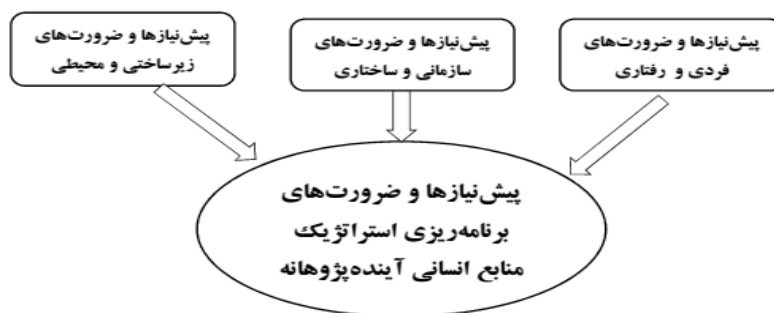 پیش‌نیازها و ضرورت‌های
فردی و رفتاری
پیش‌نیازها و ضرورت‌های
سازمانی و ساختاری
پیش‌نیازها و ضرورت‌های
زیرساختی و محیطی
پیش‌نیازها و ضرورت‌های
برنامه‌ریزی استراتژیک
منابع انسانی آینده‌پژوهانه